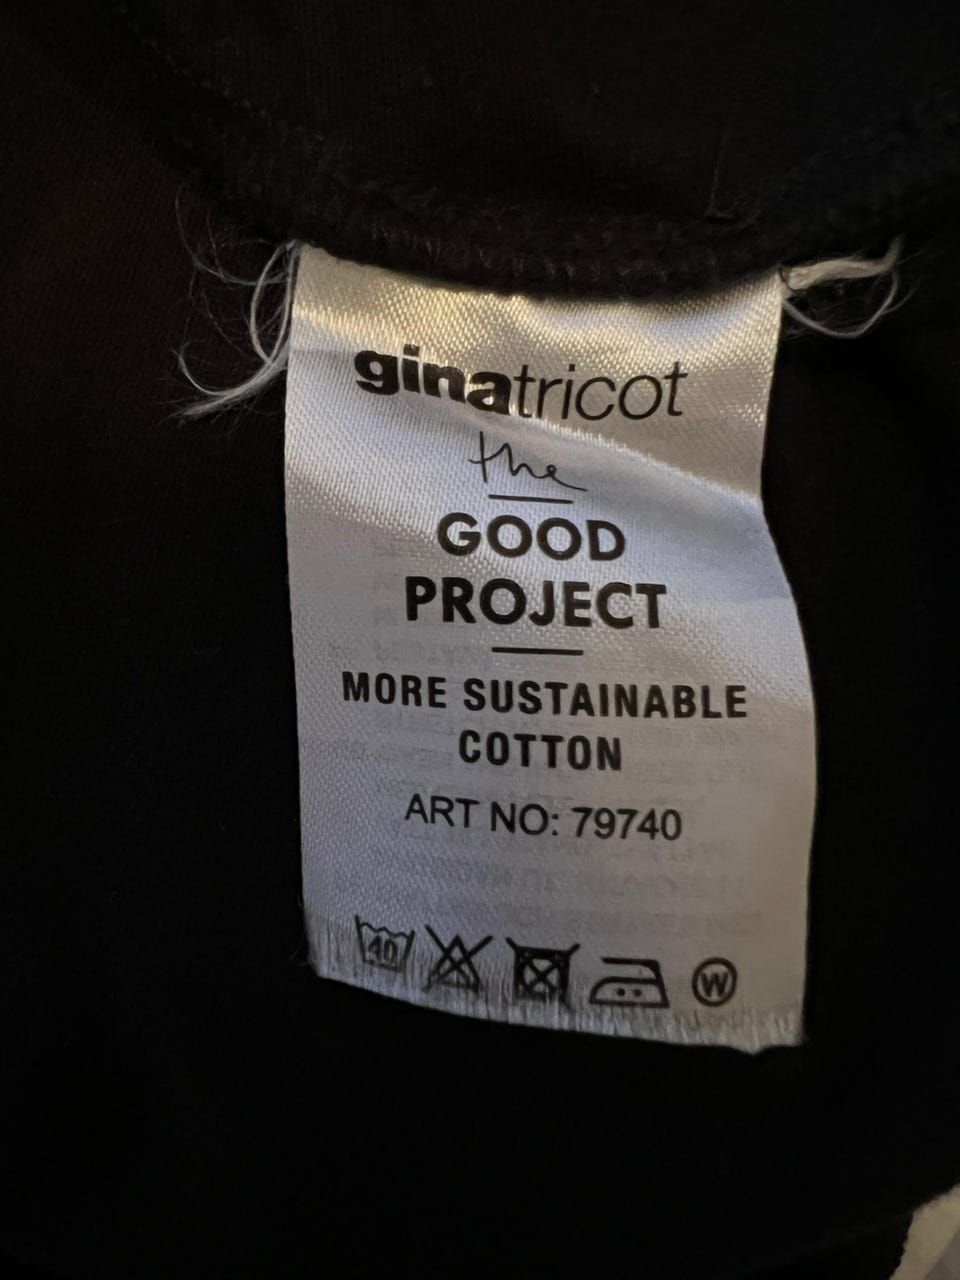 ginatricot
the
GOOD
PROJECT
MORE SUSTAINABLE
COTTON
ART NO: 79740
40 W